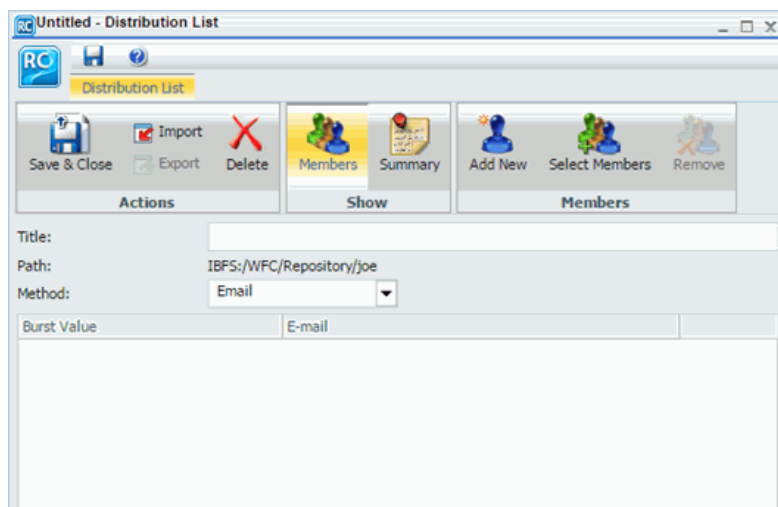 RC Untitled - Distribution List
RC
Distribution List
Save & Close
Import
Export
Delete
Members
Summary
Add New
Select Members
Remove
Actions
Show
Members
Title:
Path: IBFS:/WFC/Repository/joe
Method: Email
Burst Value E-mail